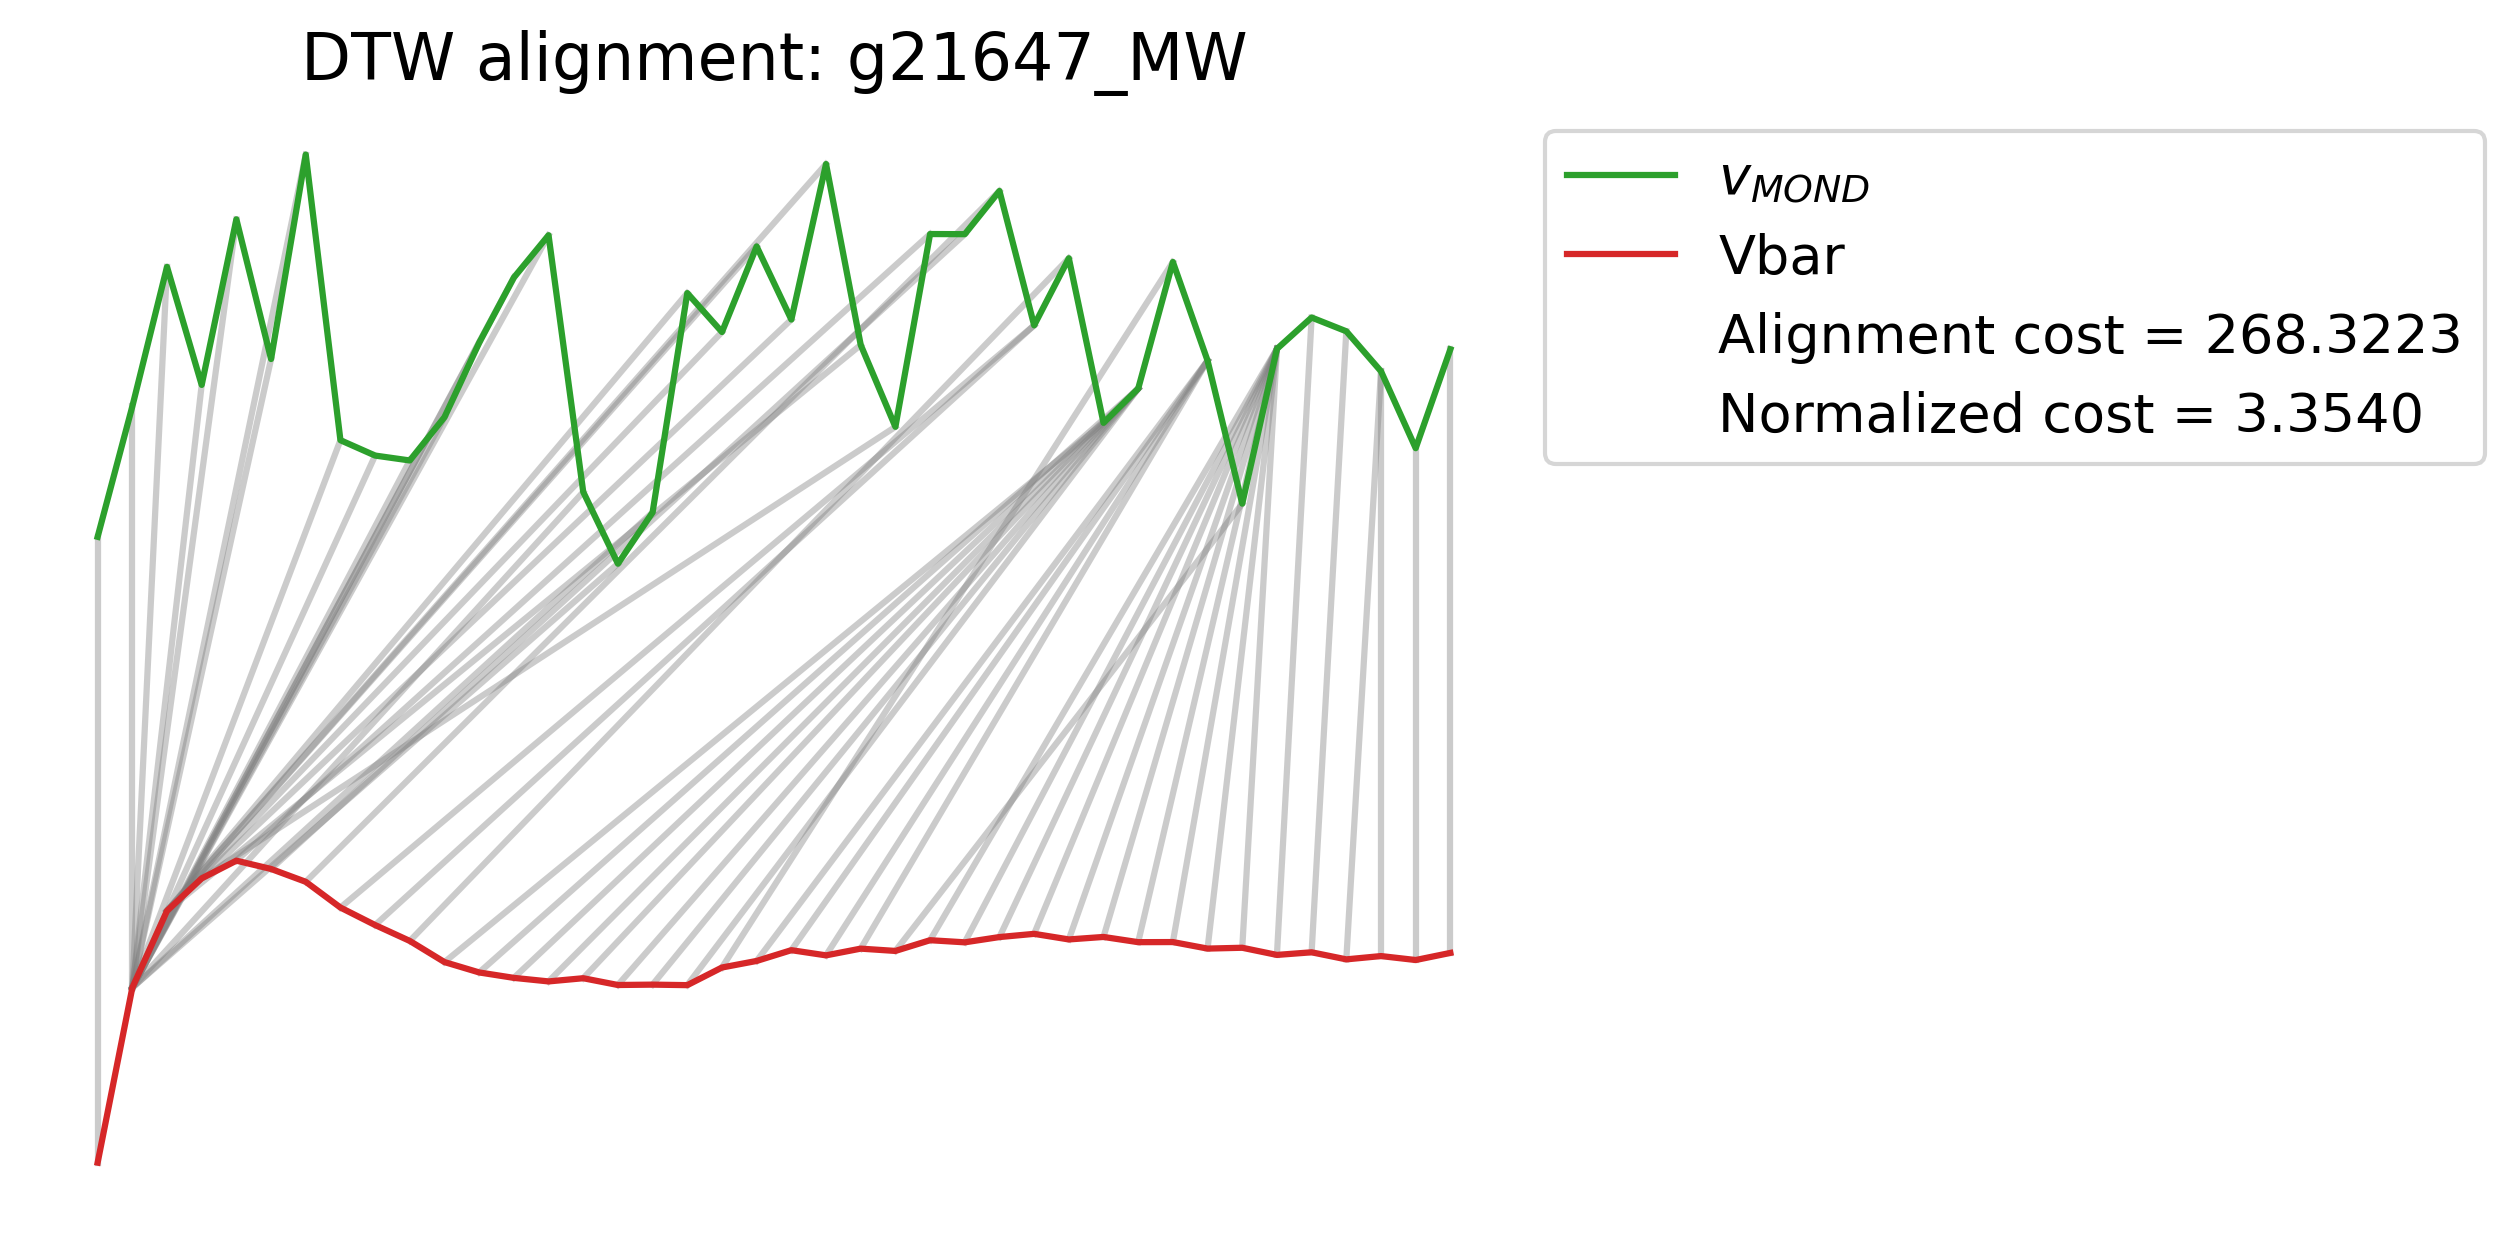 DTW alignment: g21647_MW
v_MOND
Vbar
Alignment cost = 268.3223
Normalized cost = 3.3540